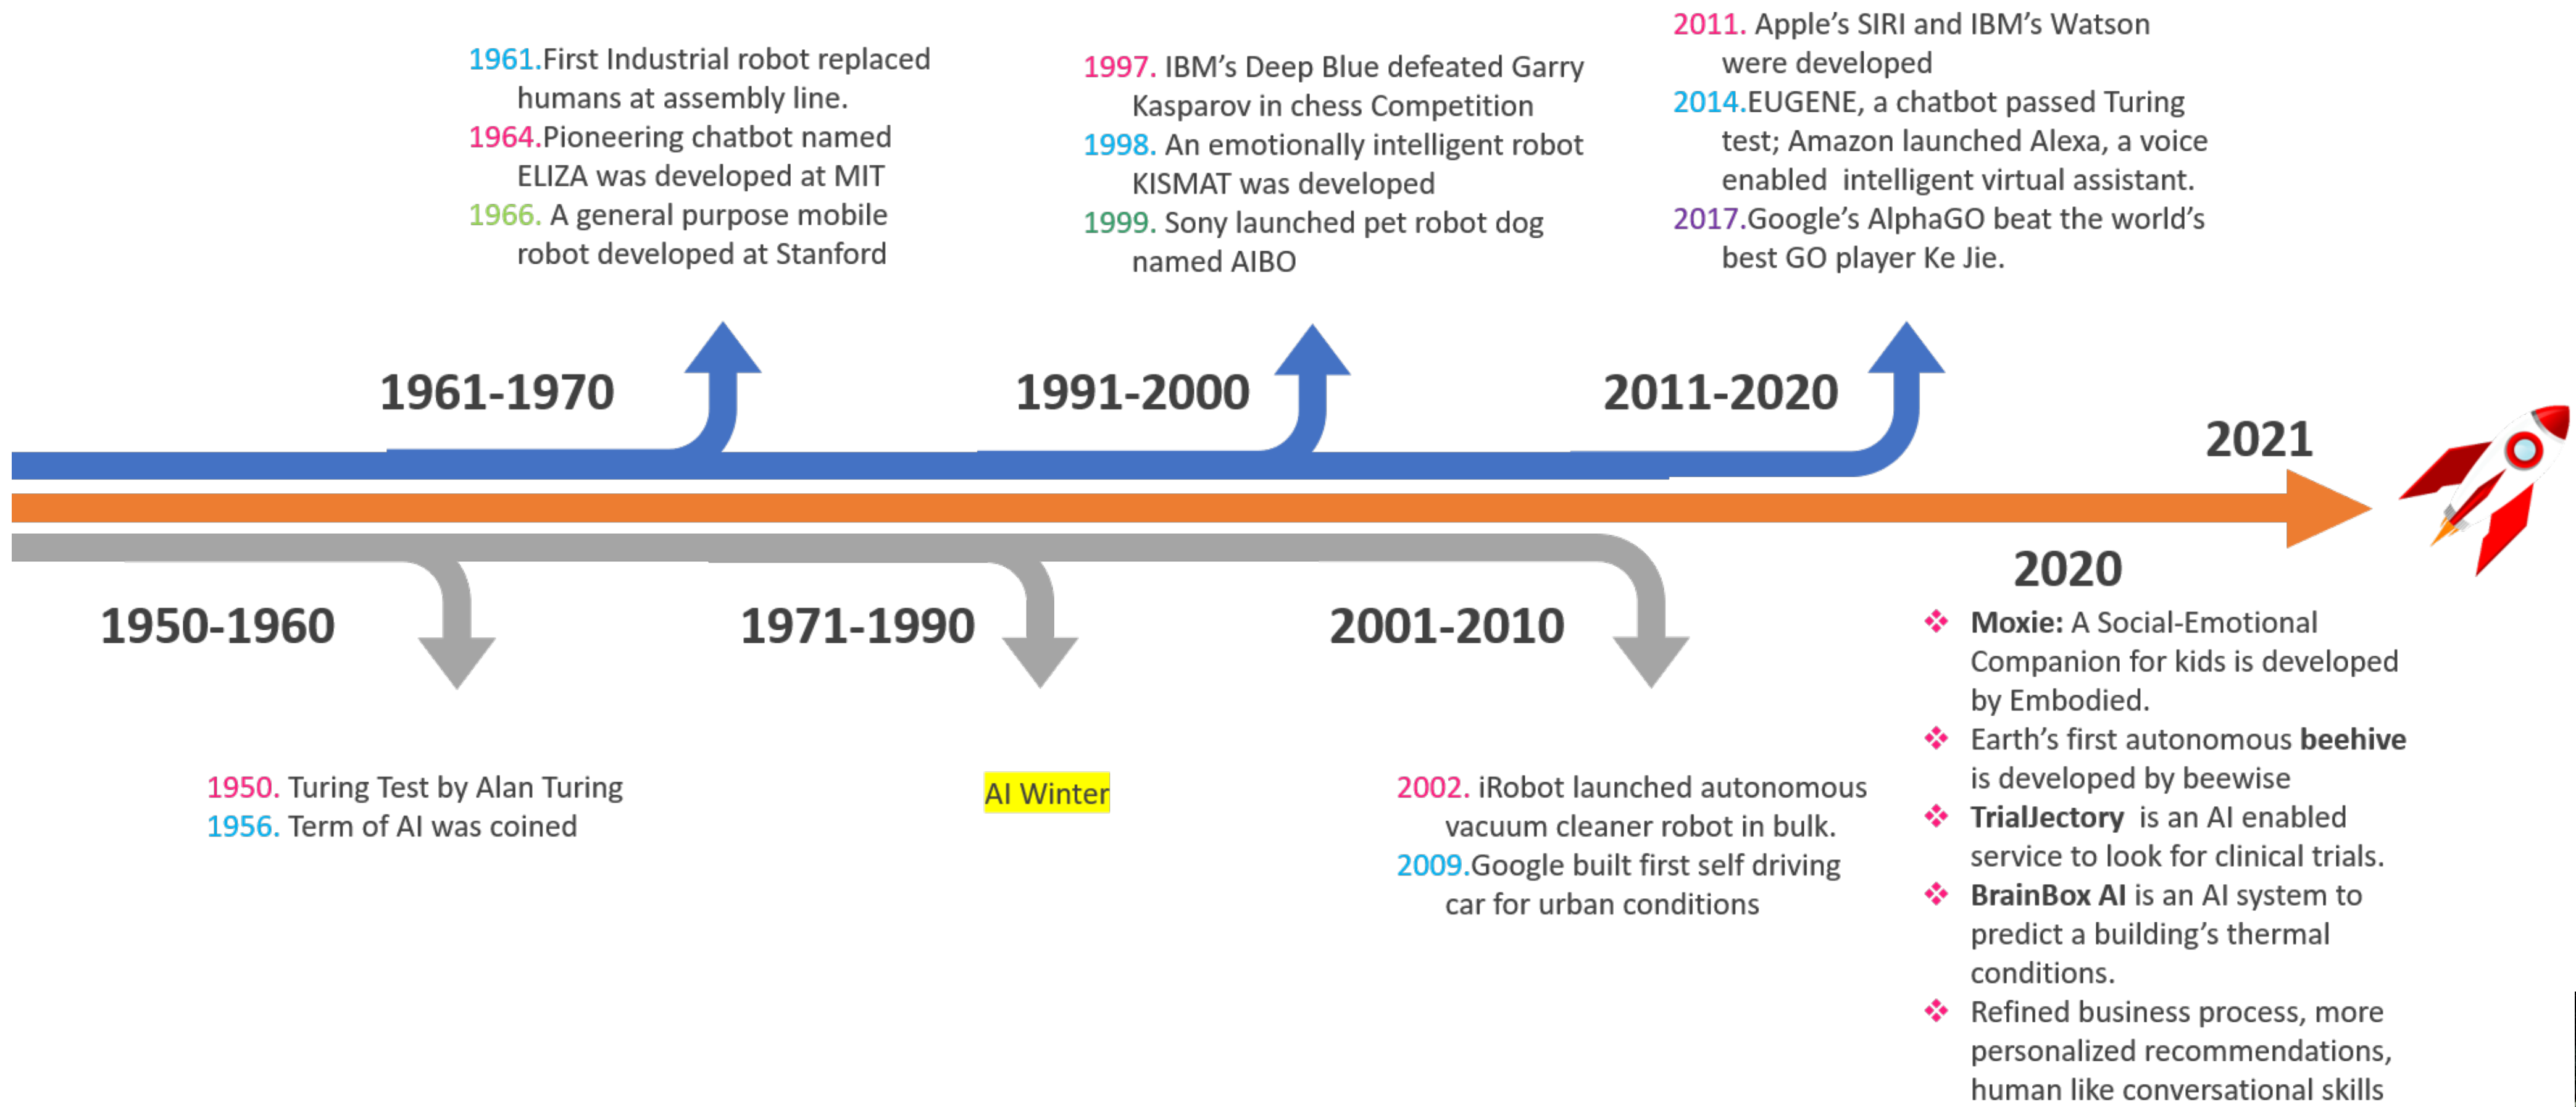 1961.First Industrial robot replaced
humans at assembly line.
1964.Pioneering chatbot named
ELIZA was developed at MIT
1966. A general purpose mobile
robot developed at Stanford
1997. IBM's Deep Blue defeated Garry
Kasparov in chess Competition
1998. An emotionally intelligent robot
KISMAT was developed
1999. Sony launched pet robot dog
named AIBO
2011. Apple's SIRI and IBM's Watson
were developed
2014.EUGENE, a chatbot passed Turing
test; Amazon launched Alexa, a voice
enabled intelligent virtual assistant.
2017.Google's AlphaGO beat the world's
best GO player Ke Jie.
1961-1970
1991-2000
2011-2020
2021
1950-1960
1971-1990
2001-2010
2020
1950. Turing Test by Alan Turing
1956. Term of AI was coined
AI Winter
2002. iRobot launched autonomous
vacuum cleaner robot in bulk.
2009.Google built first self driving
car for urban conditions
❖ Moxie: A Social-Emotional
Companion for kids is developed
by Embodied.
❖ Earth's first autonomous beehive
is developed by beewise
❖ TrialJectory is an AI enabled
service to look for clinical trials.
❖ BrainBox AI is an AI system to
predict a building's thermal
conditions.
❖ Refined business process, more
personalized recommendations,
human like conversational skills